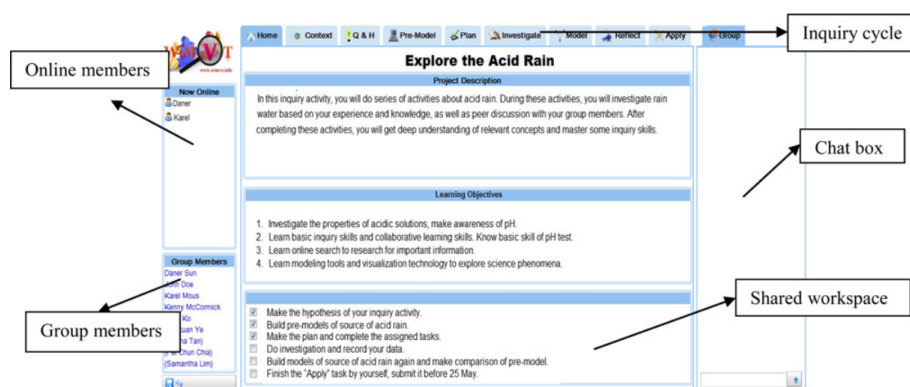 Home Context Q & H Pre-Model Plan Investigate Model Reflect Apply Group
Inquiry cycle
WiMVT
www.wimvt.info
Online members
Explore the Acid Rain
Project Description
Now Online
Daner
Karel
In this inquiry activity, you will do series of activities about acid rain. During these activities, you will investigate rain
water based on your experience and knowledge, as well as peer discussion with your group members. After
completing these activities, you will get deep understanding of relevant concepts and master some inquiry skills.
Chat box
Learning Objectives
1. Investigate the properties of acidic solutions, make awareness of pH.
2. Learn basic inquiry skills and collaborative learning skills. Know basic skill of pH test.
3. Learn online search to research for important information.
4. Learn modeling tools and visualization technology to explore science phenomena.
Group Members
Daner Sun
John Doe
Karel Mous
Kenny McCormick
Ko
Chun Chia)
(Samantha Lim)
Group members
Shared workspace
Make the hypothesis of your inquiry activity.
Build pre-models of source of acid rain.
Make the plan and complete the assigned tasks.
Do investigation and record your data.
Build models of source of acid rain again and make comparison of pre-model.
Finish the "Apply" task by yourself, submit it before 25 May.